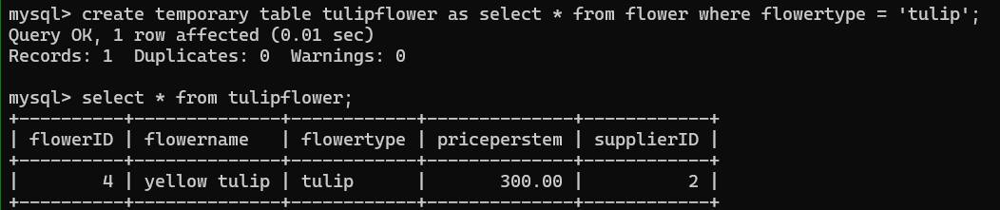 mysql> create temporary table tulipflower as select * from flower where flowertype = 'tulip';
Query OK, 1 row affected (0.01 sec)
Records: 1  Duplicates: 0  Warnings: 0

mysql> select * from tulipflower;
+----------+--------------+------------+--------------+------------+
| flowerID | flowername   | flowertype | priceperstem | supplierID |
+----------+--------------+------------+--------------+------------+
|        4 | yellow tulip | tulip      |       300.00 |          2 |
+----------+--------------+------------+--------------+------------+